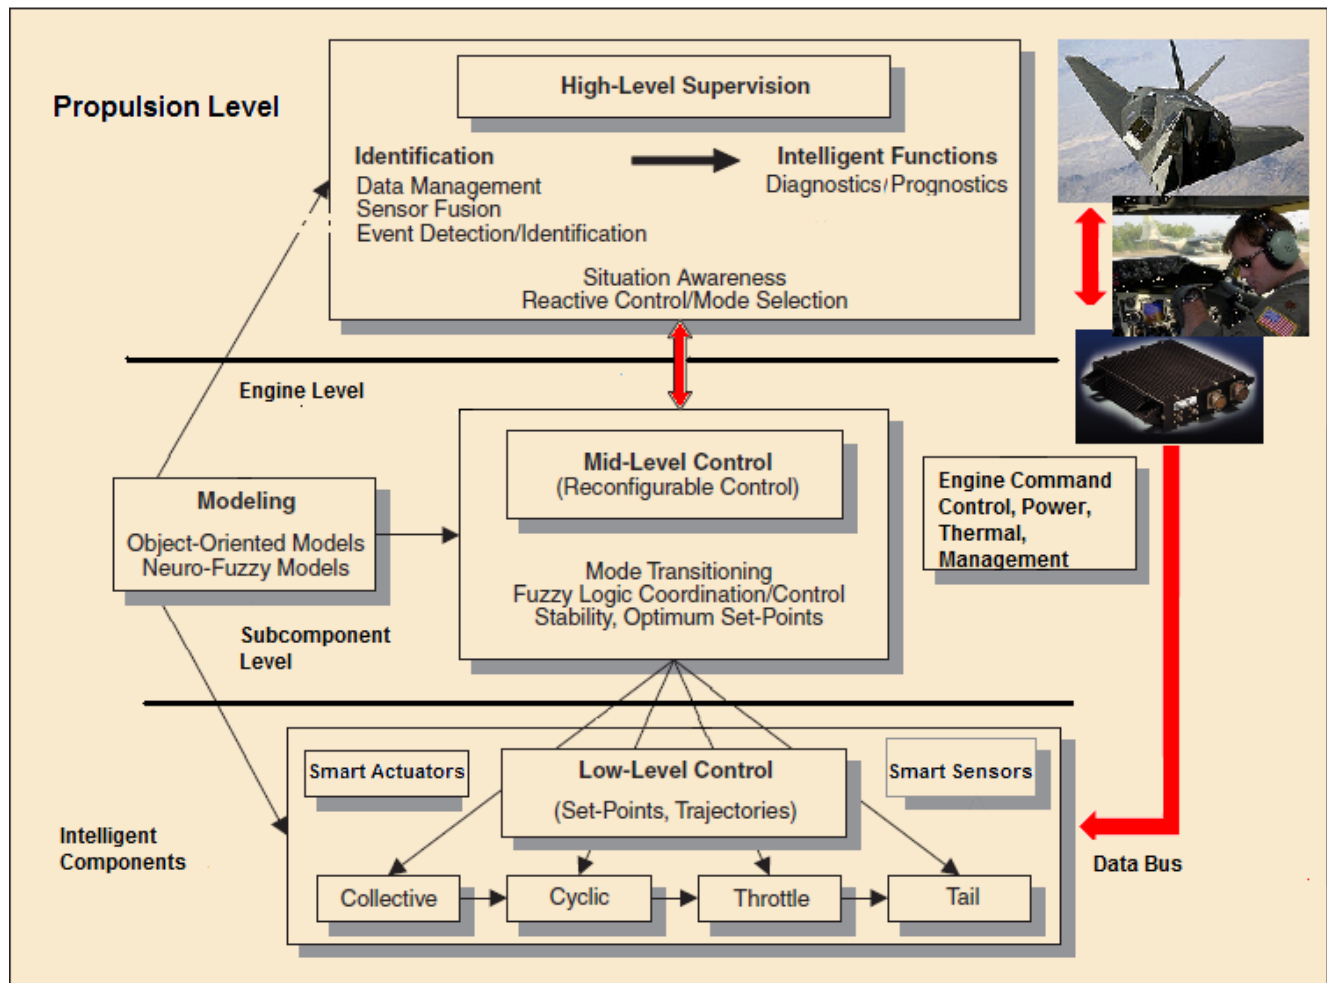 Propulsion Level
High-Level Supervision
Identification
Data Management
Sensor Fusion
Event Detection/Identification
Intelligent Functions
Diagnostics/Prognostics
Situation Awareness
Reactive Control/Mode Selection
Engine Level
Mid-Level Control
(Reconfigurable Control)
Mode Transitioning
Fuzzy Logic Coordination/Control
Stability, Optimum Set-Points
Engine Command
Control, Power,
Thermal,
Management
Modeling
Object-Oriented Models
Neuro-Fuzzy Models
Subcomponent
Level
Smart Actuators
Low-Level Control
(Set-Points, Trajectories)
Smart Sensors
Intelligent
Components
Collective
Cyclic
Throttle
Tail
Data Bus